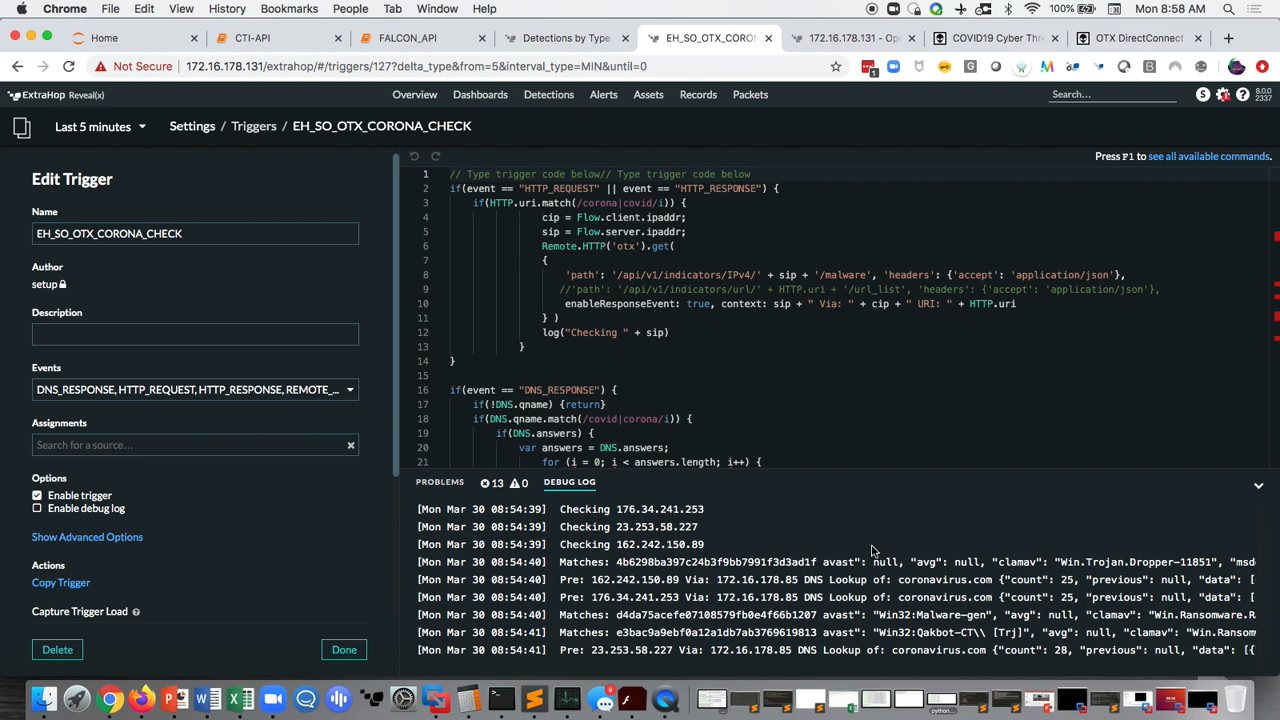 Chrome File Edit View History Bookmarks People Tab Window Help 100% Mon 8:58 AM
Home CTI-API FALCON_API Detections by Type EH_SO_OTX_CORON 172.16.178.131 - Op COVID19 Cyber Thr OTX DirectConnect
Not Secure 172.16.178.131/extrahop/#/triggers/127?delta_type&from=5&interval_type=MIN&until=0
ExtraHop Reveal(x) Overview Dashboards Detections Alerts Assets Records Packets Search... S 8.0.0
2337
Last 5 minutes Settings / Triggers / EH_SO_OTX_CORONA_CHECK
Press F1 to see all available commands.
Edit Trigger
Name
EH_SO_OTX_CORONA_CHECK
Author
setup
Description
Events
DNS_RESPONSE, HTTP_REQUEST, HTTP_RESPONSE, REMOTE_...
Assignments
Search for a source...
Options
Enable trigger
Enable debug log
Show Advanced Options
Actions
Copy Trigger
Capture Trigger Load
Delete Done
1 // Type trigger code below// Type trigger code below
2 if(event == "HTTP_REQUEST" || event == "HTTP_RESPONSE") {
3 if(HTTP.uri.match(/corona|covid/i)) {
4 cip = Flow.client.ipaddr;
5 sip = Flow.server.ipaddr;
6 Remote.HTTP('otx').get(
7 {
8 'path': '/api/v1/indicators/IPv4/' + sip + '/malware', 'headers': {'accept': 'application/json'},
9 //'path': '/api/v1/indicators/url/' + HTTP.uri + '/url_list', 'headers': {'accept': 'application/json'},
10 enableResponseEvent: true, context: sip + " Via: " + cip + " URI: " + HTTP.uri
11 } )
12 log("Checking " + sip)
13 }
14 }
15
16 if(event == "DNS_RESPONSE") {
17 if(!DNS.qname) {return}
18 if(DNS.qname.match(/covid|corona/i)) {
19 if(DNS.answers) {
20 var answers = DNS.answers;
21 for (i = 0; i < answers.length; i++) {
PROBLEMS 13 0 DEBUG LOG
[Mon Mar 30 08:54:39] Checking 176.34.241.253
[Mon Mar 30 08:54:39] Checking 23.253.58.227
[Mon Mar 30 08:54:39] Checking 162.242.150.89
[Mon Mar 30 08:54:40] Matches: 4b6298ba397c24b3f9bb7991f3d3ad1f avast": null, "avg": null, "clamav": "Win.Trojan.Dropper-11851", "msd
[Mon Mar 30 08:54:40] Pre: 162.242.150.89 Via: 172.16.178.85 DNS Lookup of: coronavirus.com {"count": 25, "previous": null, "data": [
[Mon Mar 30 08:54:40] Pre: 176.34.241.253 Via: 172.16.178.85 DNS Lookup of: coronavirus.com {"count": 25, "previous": null, "data": [
[Mon Mar 30 08:54:41] Matches: d4da75acefe07108579fb0e4f66b1207 avast": "Win32:Malware-gen", "avg": null, "clamav": "Win.Ransomware.R
[Mon Mar 30 08:54:41] Matches: e3bac9a9ebf0a12a1db7ab3769619813 avast": "Win32:Qakbot-CT\\ [Trj]", "avg": null, "clamav": "Win.Ransom
[Mon Mar 30 08:54:41] Pre: 23.253.58.227 Via: 172.16.178.85 DNS Lookup of: coronavirus.com {"count": 28, "previous": null, "data": [{